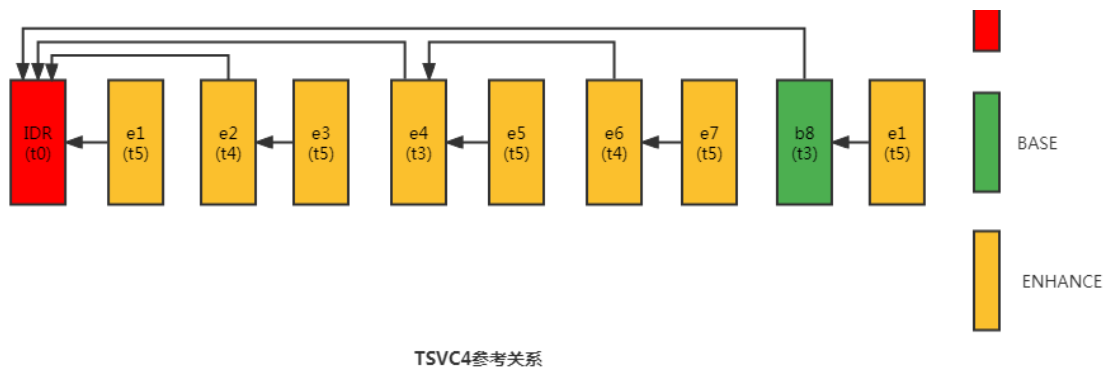 IDR
(t0)
e1
(t5)
e2
(t4)
e3
(t5)
e4
(t3)
e5
(t5)
e6
(t4)
e7
(t5)
b8
(t3)
e1
(t5)
BASE
ENHANCE
TSVC4参考关系